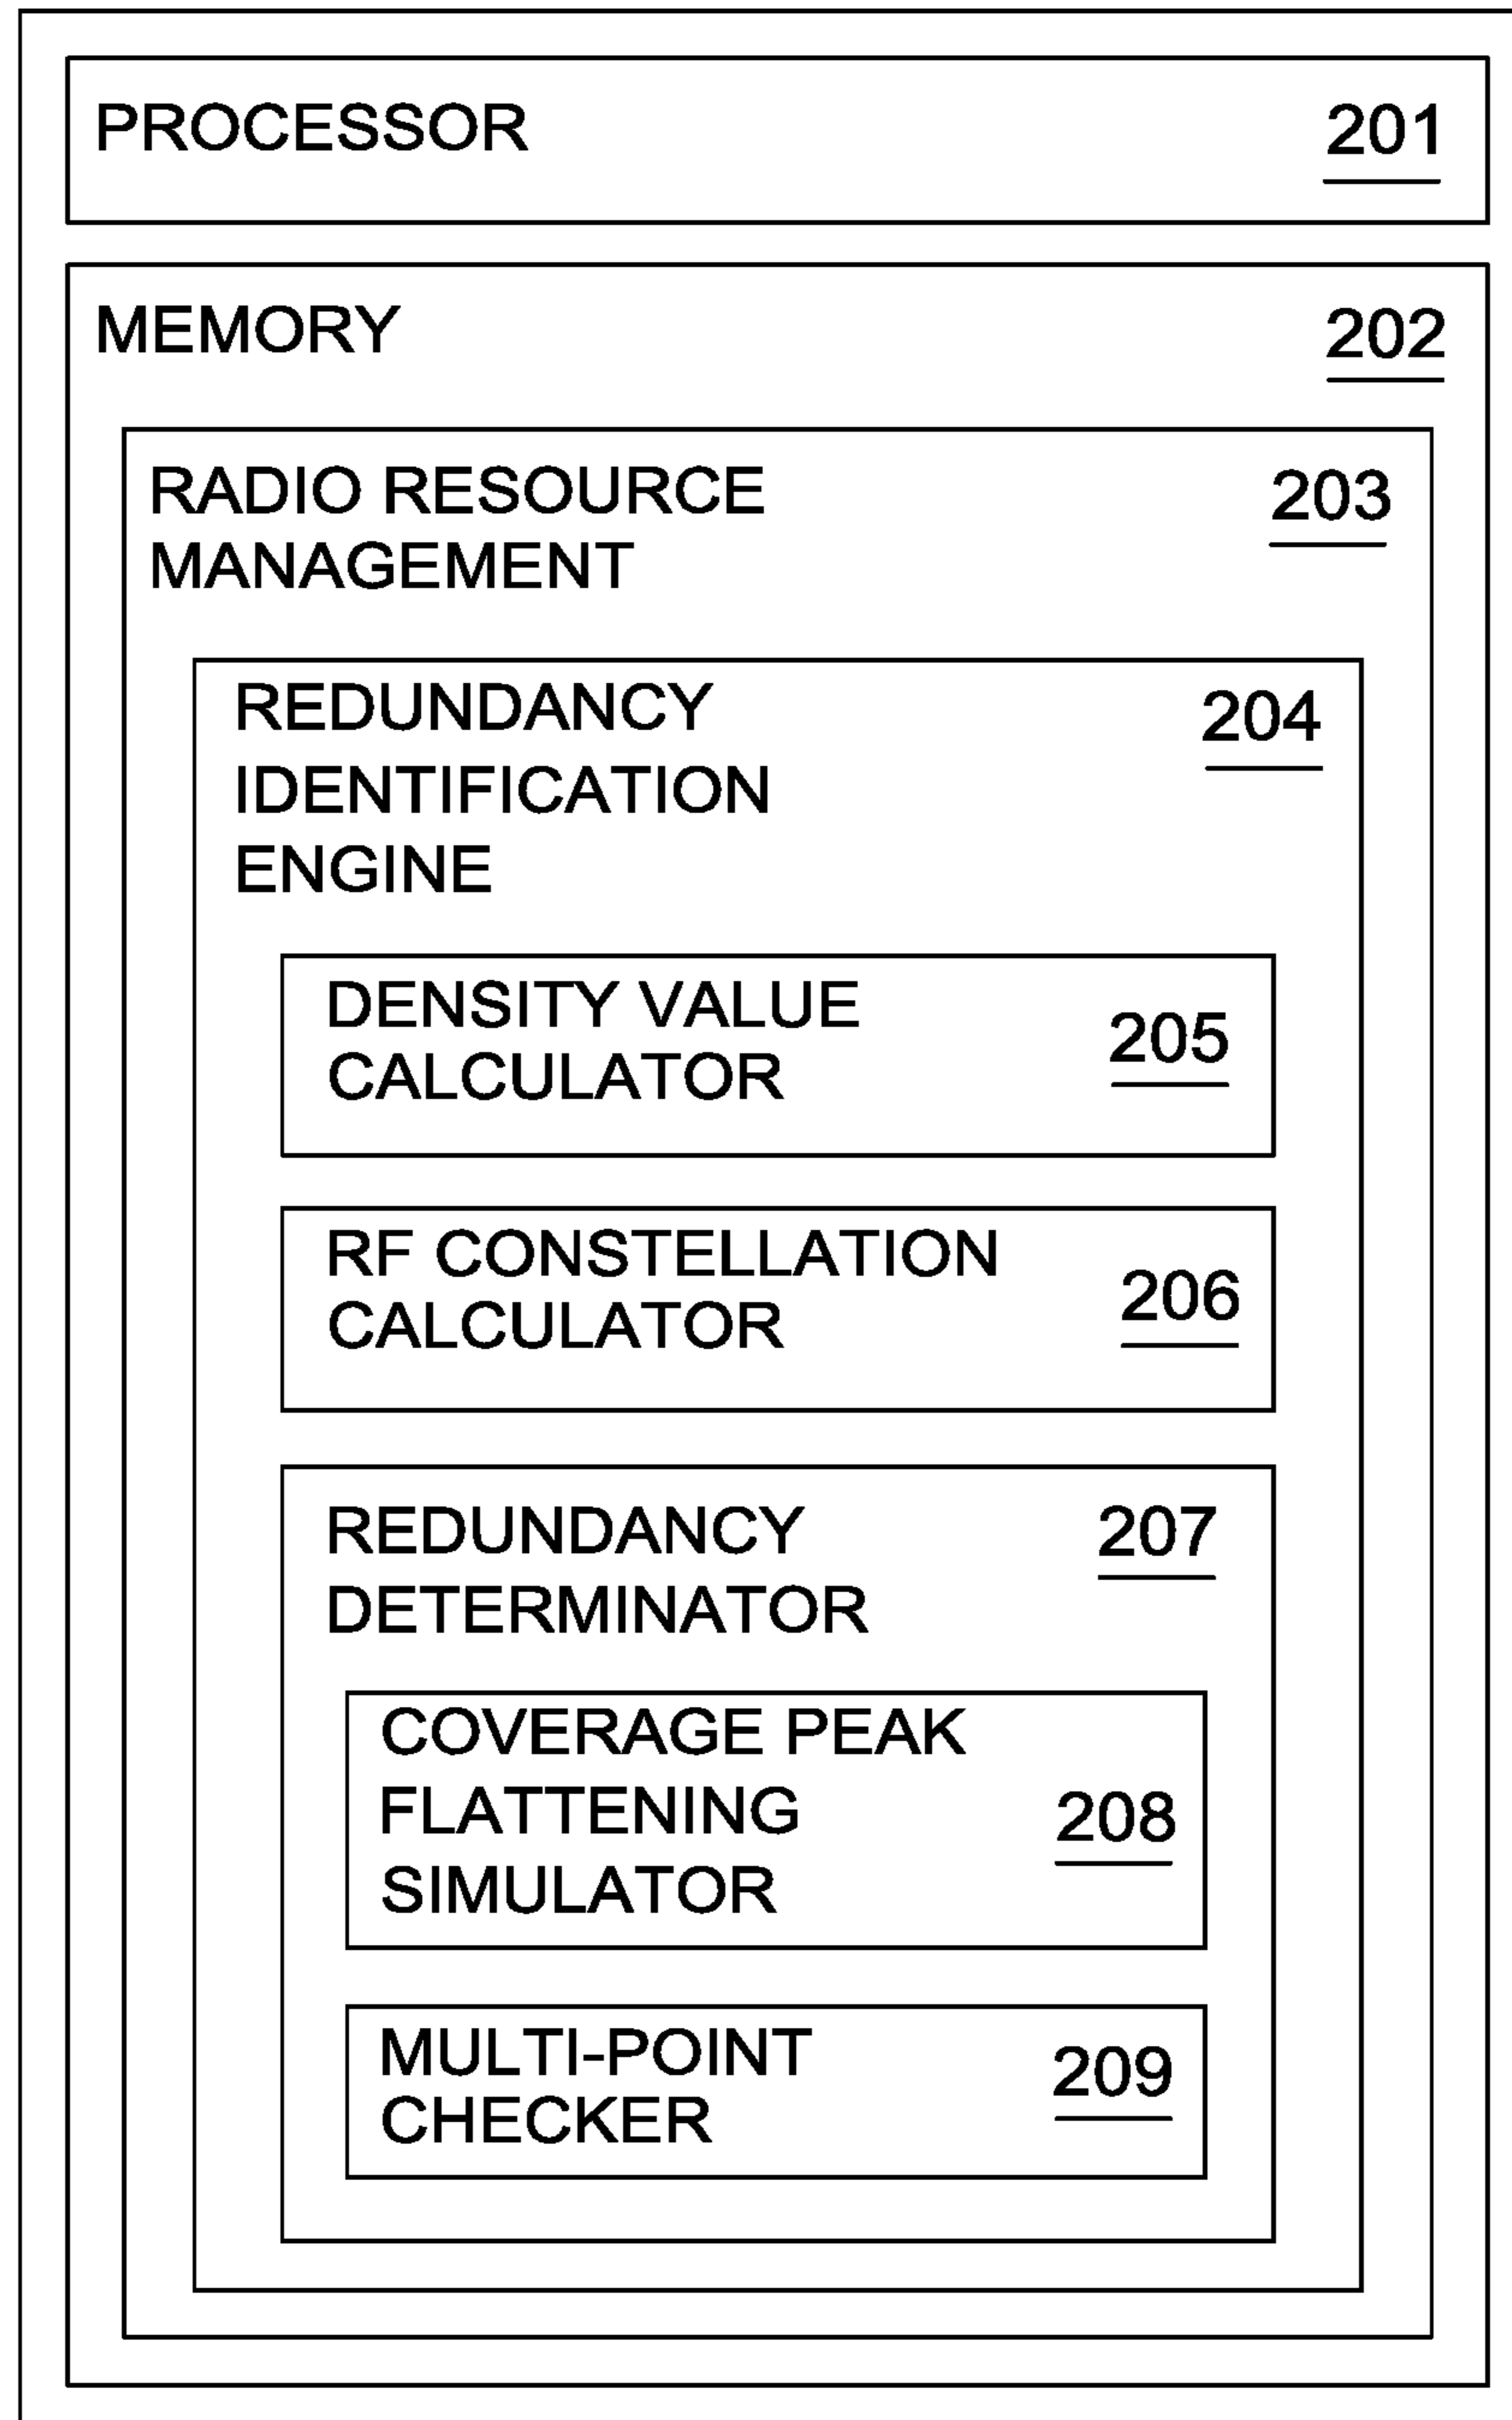 PROCESSOR 201
MEMORY 202
RADIO RESOURCE 203
MANAGEMENT
REDUNDANCY 204
IDENTIFICATION
ENGINE
DENSITY VALUE 205
CALCULATOR
RF CONSTELLATION 206
CALCULATOR
REDUNDANCY 207
DETERMINATOR
COVERAGE PEAK
FLATTENING 208
SIMULATOR
MULTI-POINT 209
CHECKER